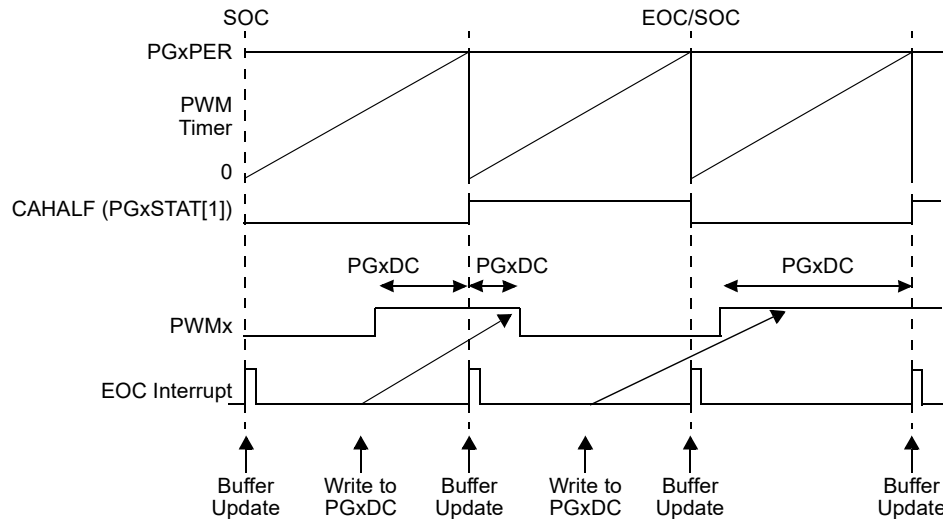 SOC
EOC/SOC
PGxPER
PWM
Timer
0
CAHALF (PGxSTAT[1])
PGxDC
PGxDC
PGxDC
PWMx
EOC Interrupt
Buffer
Update
Write to
PGxDC
Buffer
Update
Write to
PGxDC
Buffer
Update
Buffer
Update